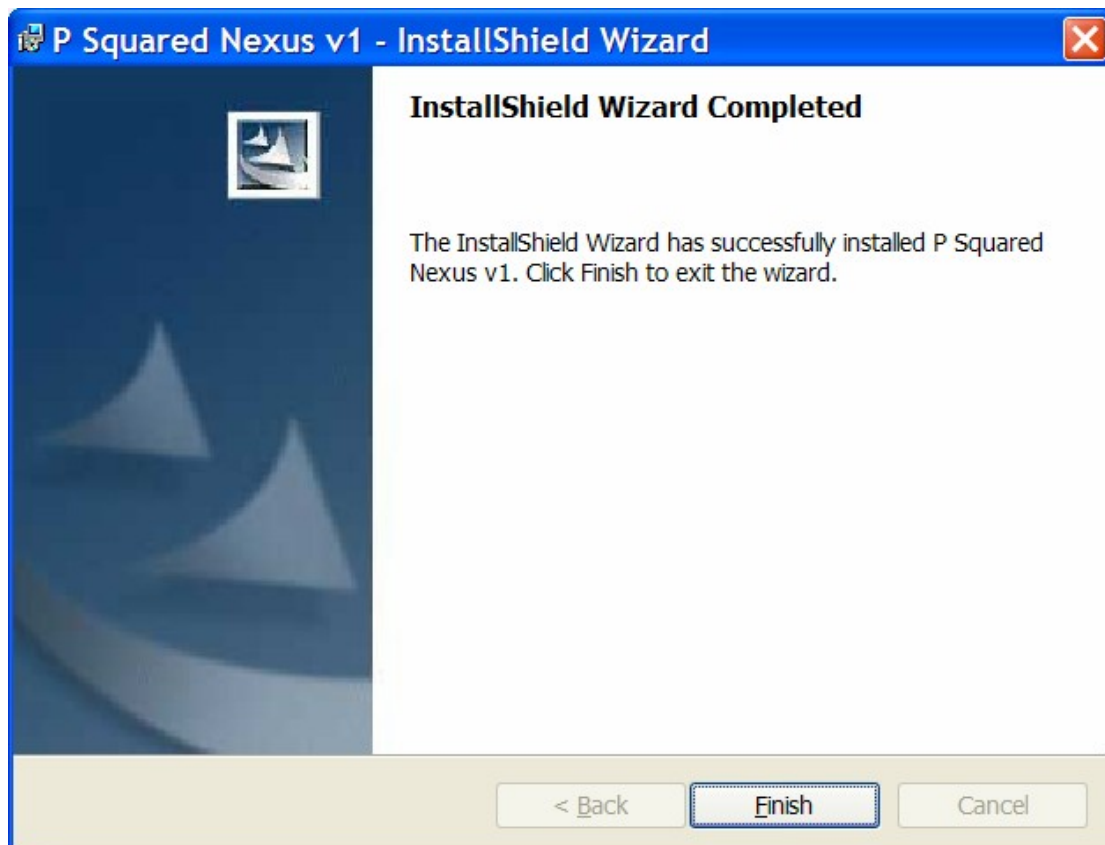 P Squared Nexus v1 - InstallShield Wizard
InstallShield Wizard Completed
The InstallShield Wizard has successfully installed P Squared
Nexus v1. Click Finish to exit the wizard.
< Back
Finish
Cancel